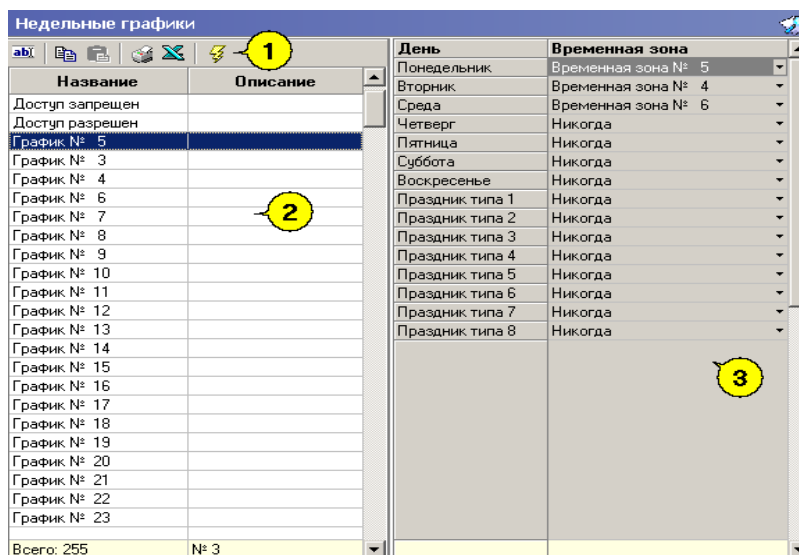 Недельные графики
1
Название Описание
Доступ запрещен
Доступ разрешен
График № 5
График № 3
График № 4
График № 6
График № 7
График № 8
График № 9
График № 10
График № 11
График № 12
График № 13
График № 14
График № 15
График № 16
График № 17
График № 18
График № 19
График № 20
График № 21
График № 22
График № 23
Всего: 255 № 3
2
День Временная зона
Понедельник Временная зона № 5
Вторник Временная зона № 4
Среда Временная зона № 6
Четверг Никогда
Пятница Никогда
Суббота Никогда
Воскресенье Никогда
Праздник типа 1 Никогда
Праздник типа 2 Никогда
Праздник типа 3 Никогда
Праздник типа 4 Никогда
Праздник типа 5 Никогда
Праздник типа 6 Никогда
Праздник типа 7 Никогда
Праздник типа 8 Никогда
3